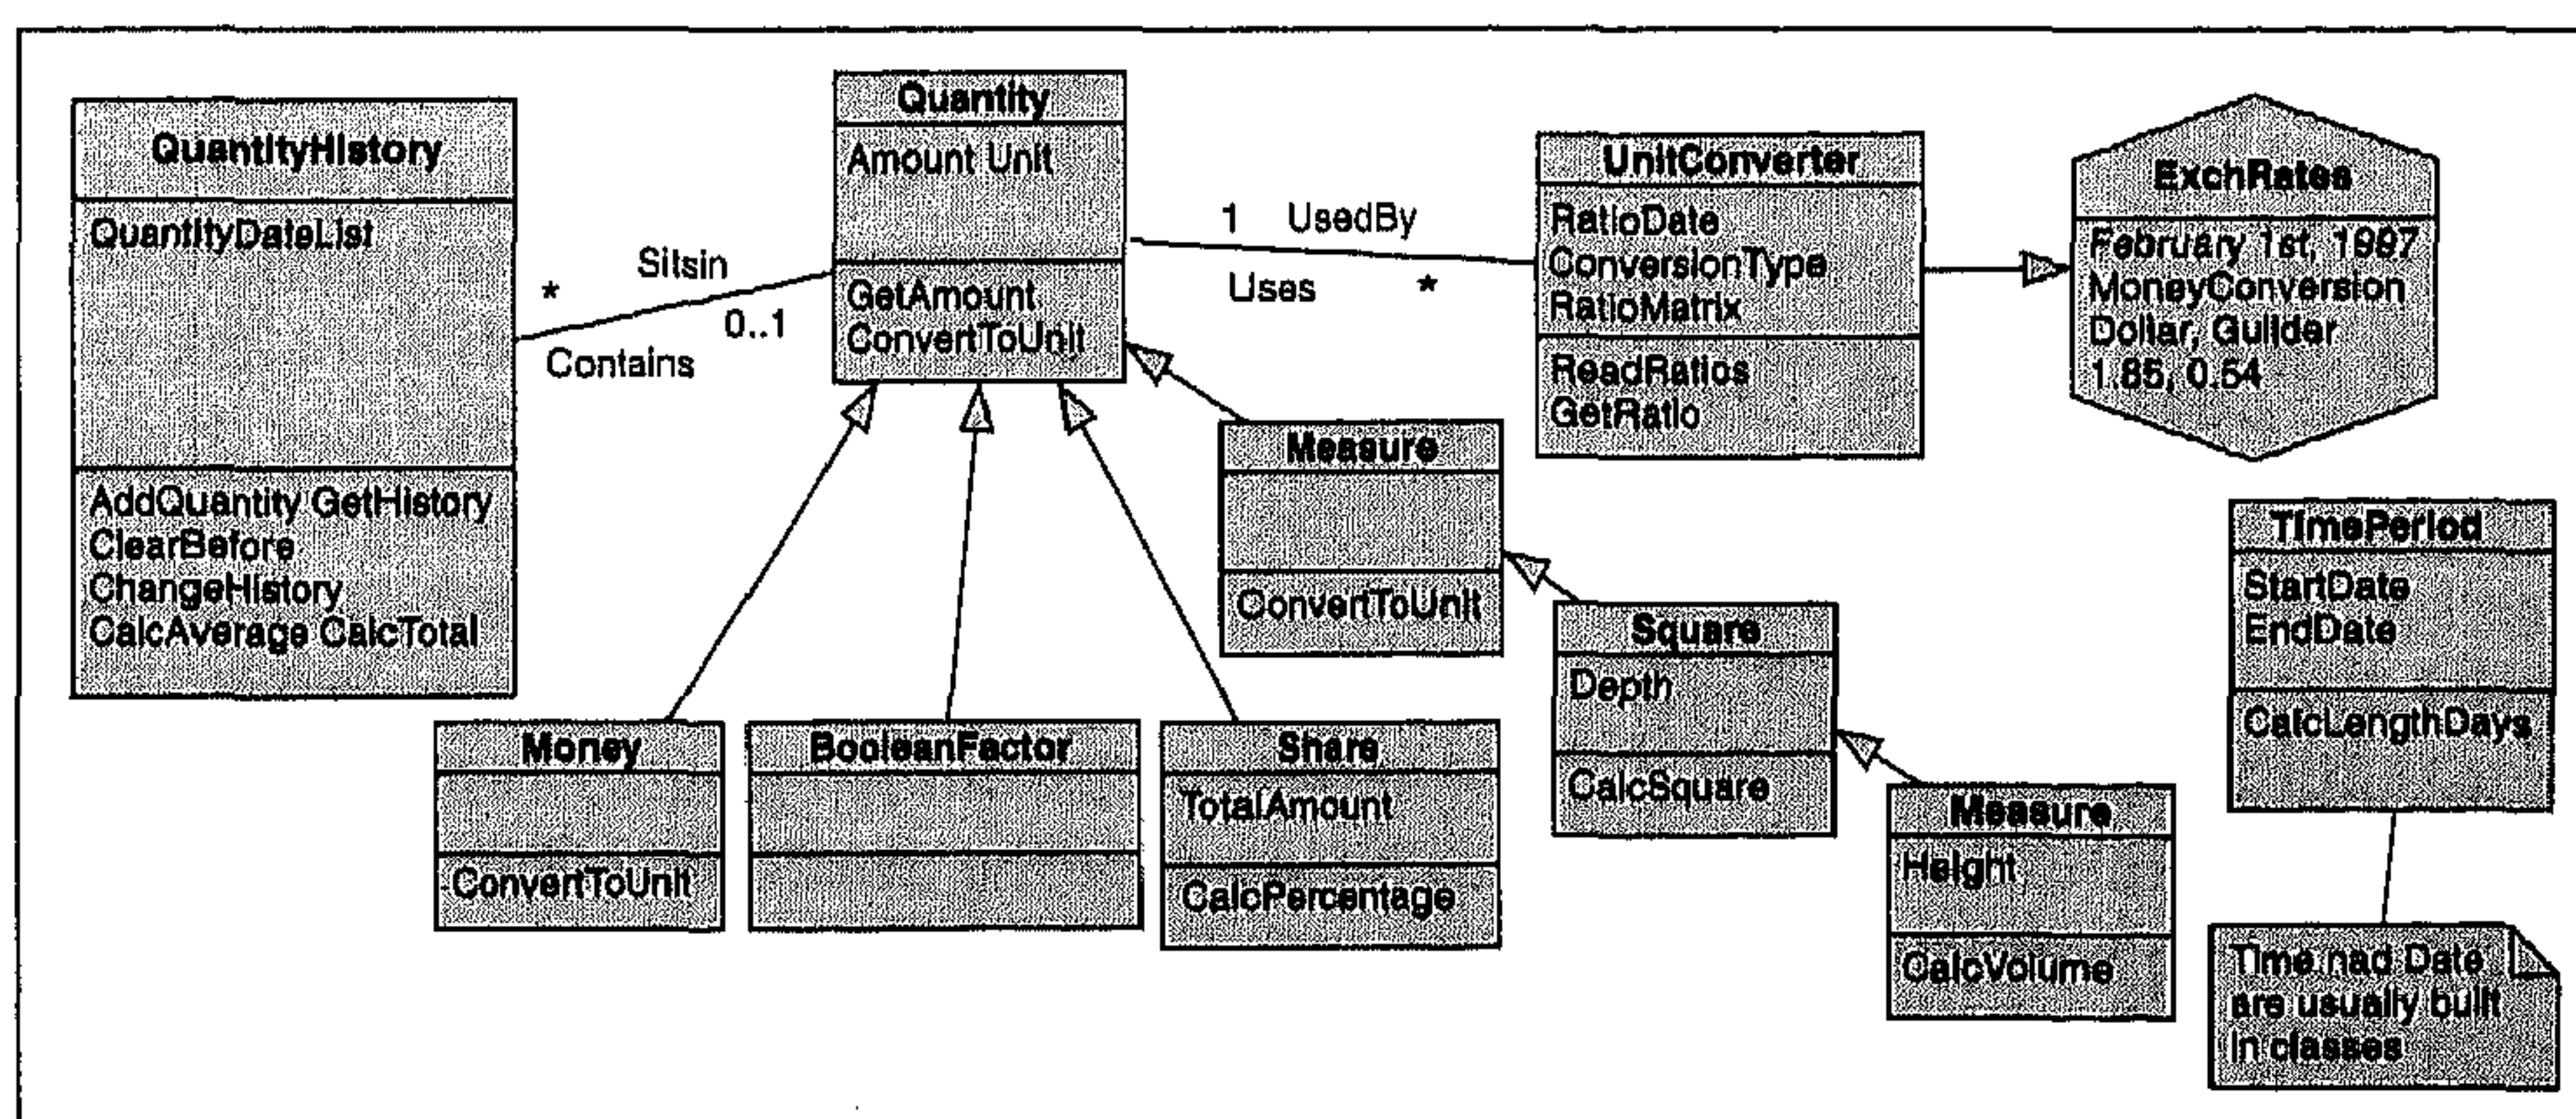 QuantityHistory
QuantityDateList
AddQuantity GetHistory
ClearBefore
ChangeHistory
CalcAverage CalcTotal
*
Sitsin
0..1
Contains
Quantity
Amount Unit
GetAmount
ConvertToUnit
1 UsedBy
Uses *
UnitConverter
RatioDate
ConversionType
RatioMatrix
ReadRatios
GetRatio
ExchRates
February 1st, 1997
MoneyConversion
Dollar, Guilder
1.85, 0.54
Measure
ConvertToUnit
Square
Depth
CalcSquare
Measure
Height
CalcVolume
Money
ConvertToUnit
BooleanFactor
Share
TotalAmount
CalcPercentage
TimePeriod
StartDate
EndDate
CalcLengthDays
Time nad Date
are usually built
in classes